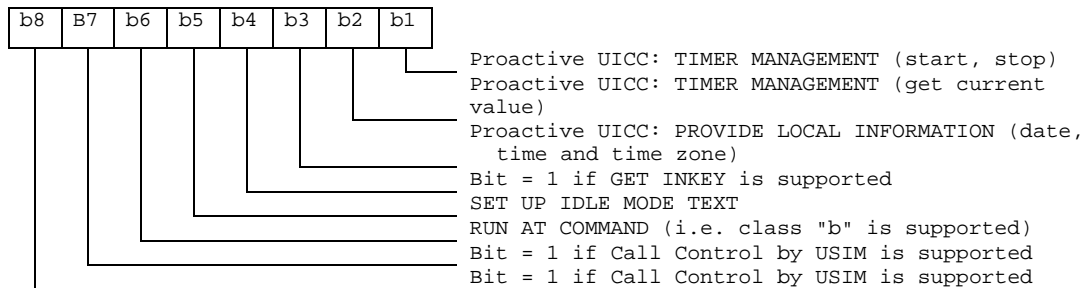 b8 B7 b6 b5 b4 b3 b2 b1
Proactive UICC: TIMER MANAGEMENT (start, stop)
Proactive UICC: TIMER MANAGEMENT (get current
value)
Proactive UICC: PROVIDE LOCAL INFORMATION (date,
time and time zone)
Bit = 1 if GET INKEY is supported
SET UP IDLE MODE TEXT
RUN AT COMMAND (i.e. class "b" is supported)
Bit = 1 if Call Control by USIM is supported
Bit = 1 if Call Control by USIM is supported